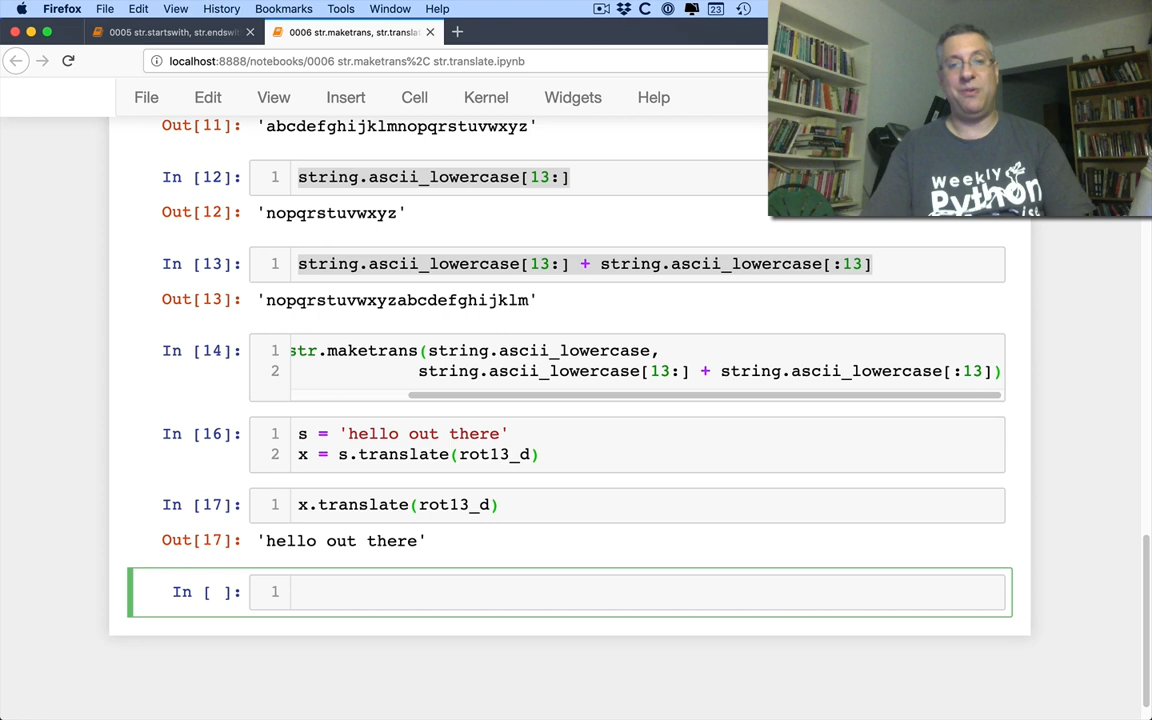 Firefox File Edit View History Bookmarks Tools Window Help
23
0005 str.startswith, str.endswi
0006 str.maketrans, str.transla
localhost:8888/notebooks/0006 str.maketrans%2C str.translate.ipynb
File Edit View Insert Cell Kernel Widgets Help
Out[11]: 'abcdefghijklmnopqrstuvwxyz'
In [12]: 1 string.ascii_lowercase[13:]
Out[12]: 'nopqrstuvwxyz'
In [13]: 1 string.ascii_lowercase[13:] + string.ascii_lowercase[:13]
Out[13]: 'nopqrstuvwxyzabcdefghijklm'
In [14]: 1 str.maketrans(string.ascii_lowercase,
2 string.ascii_lowercase[13:] + string.ascii_lowercase[:13])
In [16]: 1 s = 'hello out there'
2 x = s.translate(rot13_d)
In [17]: 1 x.translate(rot13_d)
Out[17]: 'hello out there'
In [ ]: 1
Weekly
Python